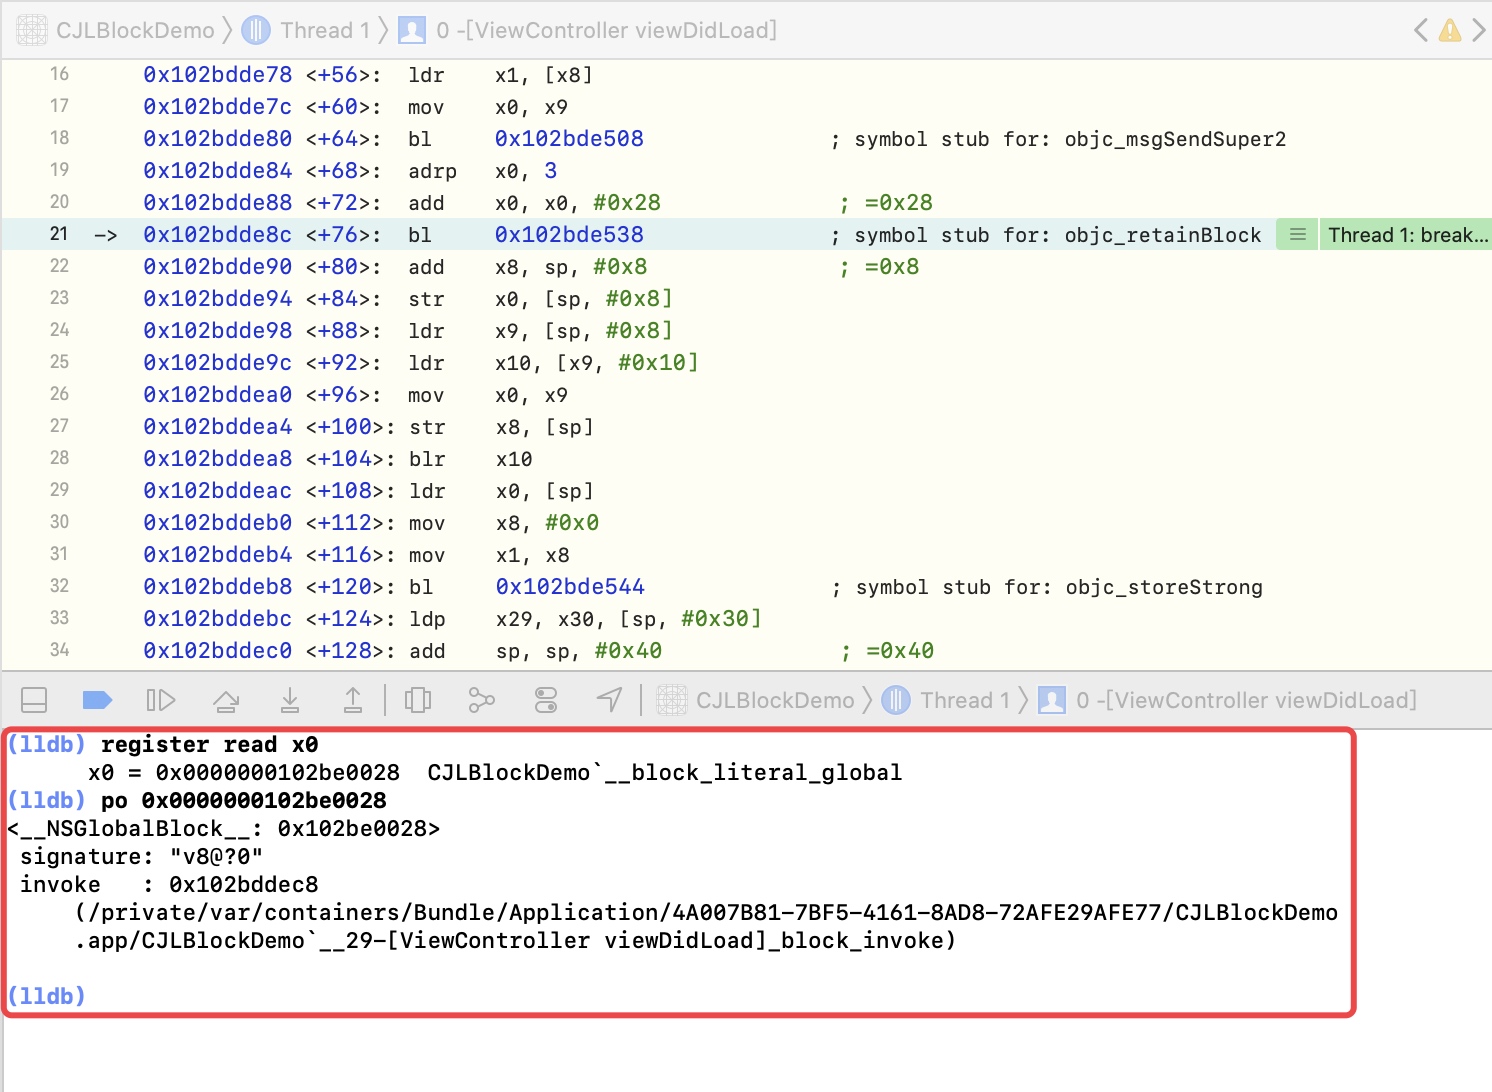 CJLBlockDemo Thread 1 0 -[ViewController viewDidLoad]
16 0x102bdde78 <+56>: ldr x1, [x8]
17 0x102bdde7c <+60>: mov x0, x9
18 0x102bdde80 <+64>: bl 0x102bde508 ; symbol stub for: objc_msgSendSuper2
19 0x102bdde84 <+68>: adrp x0, 3
20 0x102bdde88 <+72>: add x0, x0, #0x28 ; =0x28
21 -> 0x102bdde8c <+76>: bl 0x102bde538 ; symbol stub for: objc_retainBlock Thread 1: break...
22 0x102bdde90 <+80>: add x8, sp, #0x8 ; =0x8
23 0x102bdde94 <+84>: str x0, [sp, #0x8]
24 0x102bdde98 <+88>: ldr x9, [sp, #0x8]
25 0x102bdde9c <+92>: ldr x10, [x9, #0x10]
26 0x102bddea0 <+96>: mov x0, x9
27 0x102bddea4 <+100>: str x8, [sp]
28 0x102bddea8 <+104>: blr x10
29 0x102bddeac <+108>: ldr x0, [sp]
30 0x102bddeb0 <+112>: mov x8, #0x0
31 0x102bddeb4 <+116>: mov x1, x8
32 0x102bddeb8 <+120>: bl 0x102bde544 ; symbol stub for: objc_storeStrong
33 0x102bddebc <+124>: ldp x29, x30, [sp, #0x30]
34 0x102bddec0 <+128>: add sp, sp, #0x40 ; =0x40
CJLBlockDemo Thread 1 0 -[ViewController viewDidLoad]
(lldb) register read x0
x0 = 0x0000000102be0028 CJLBlockDemo`__block_literal_global
(lldb) po 0x0000000102be0028
<__NSGlobalBlock__: 0x102be0028>
signature: "v8@?0"
invoke : 0x102bddec8
(/private/var/containers/Bundle/Application/4A007B81-7BF5-4161-8AD8-72AFE29AFE77/CJLBlockDemo
.app/CJLBlockDemo`__29-[ViewController viewDidLoad]_block_invoke)
(lldb)